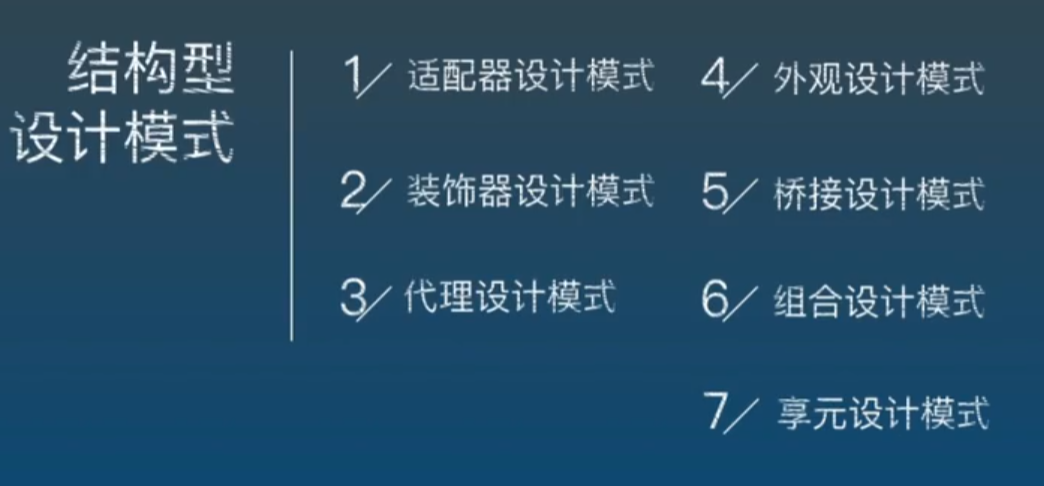 结构型
设计模式
1/ 适配器设计模式
2/ 装饰器设计模式
3/ 代理设计模式
4/ 外观设计模式
5/ 桥接设计模式
6/ 组合设计模式
7/ 享元设计模式